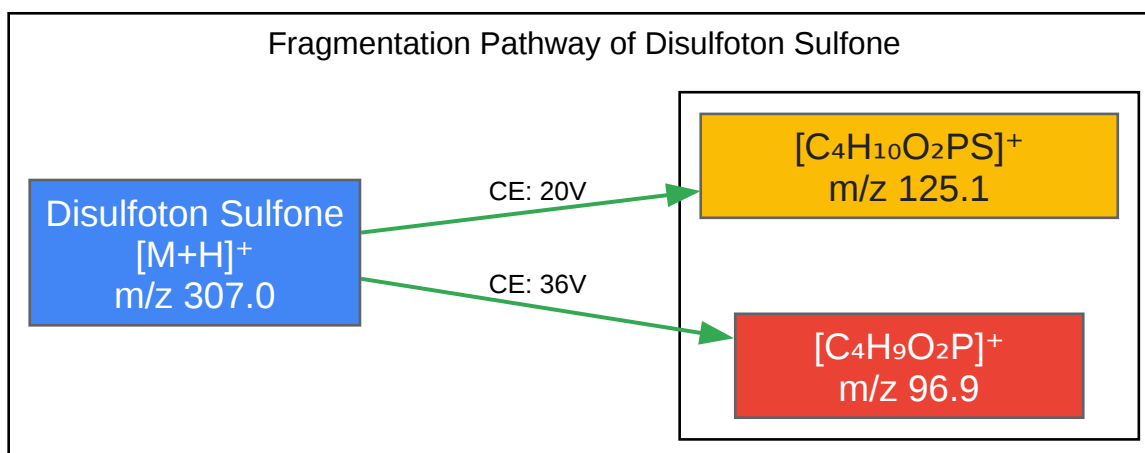 Fragmentation Pathway of Disulfoton Sulfone
Disulfoton Sulfone
[M+H]⁺
m/z 307.0
CE: 20V
CE: 36V
[C₄H₁₀O₂PS]⁺
m/z 125.1
[C₄H₉O₂P]⁺
m/z 96.9